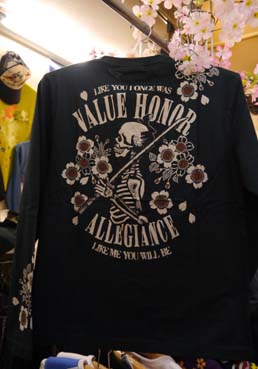 LIKE YOU I ONCE WAS
VALUE HONOR
ALLEGIANCE
LIKE ME YOU WILL BE